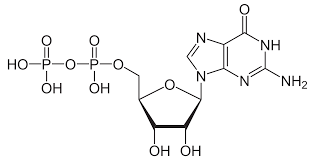 O
O O
N NH
HO P O P O
N N NH₂
OH OH O
OH OH